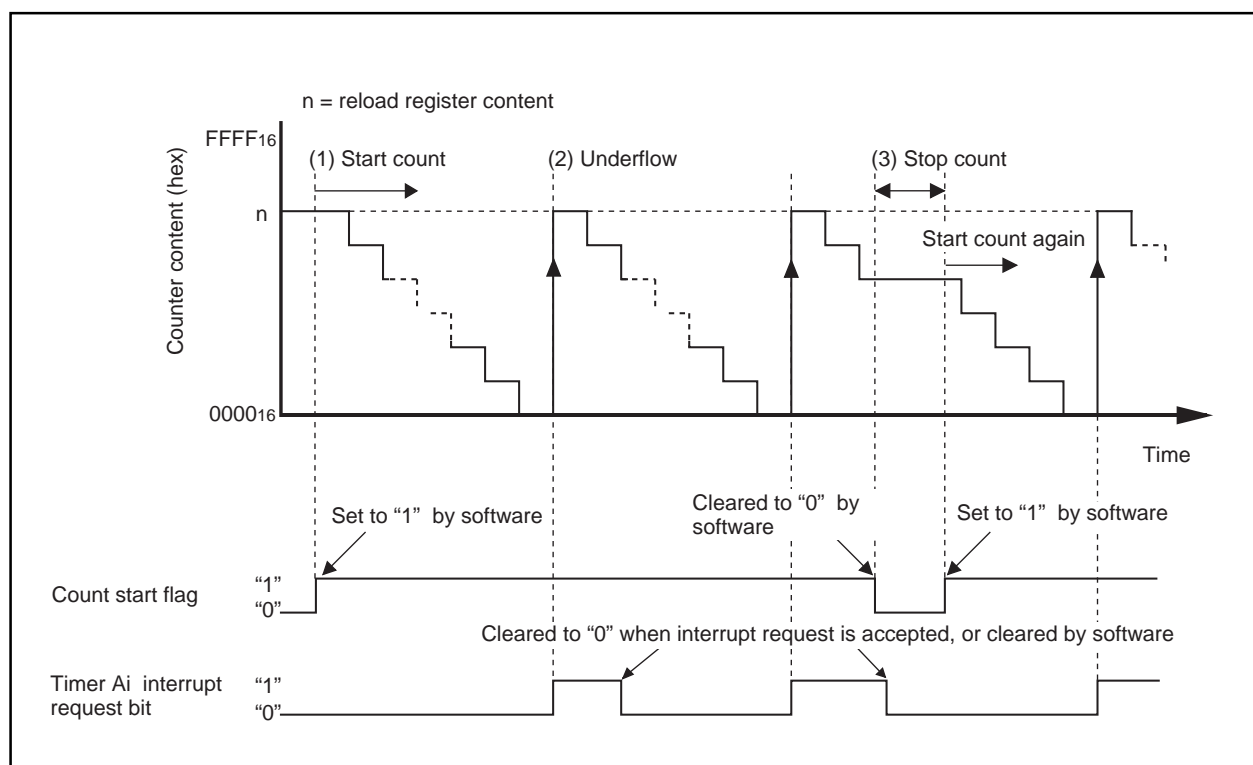 n = reload register content
FFFF16
(1) Start count
(2) Underflow
(3) Stop count
n
Start count again
Counter content (hex)
000016
Time
Set to “1” by software
Cleared to “0” by
software
Set to “1” by software
Count start flag
“1”
“0”
Cleared to “0” when interrupt request is accepted, or cleared by software
Timer Ai interrupt
request bit
“1”
“0”